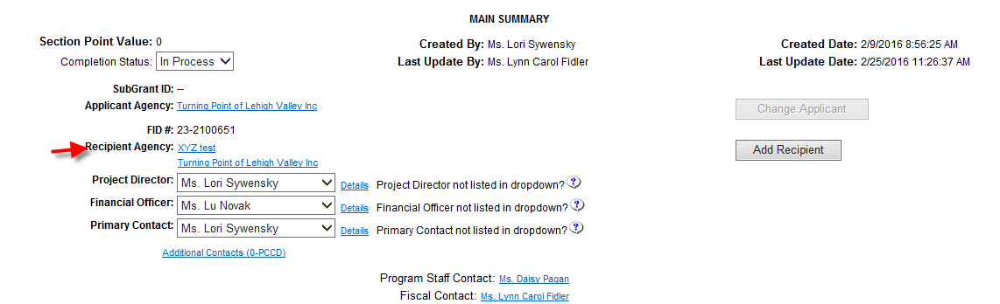 MAIN SUMMARY
Section Point Value: 0 Created By: Ms. Lori Sywensky Created Date: 2/9/2016 8:56:25 AM
Completion Status: In Process Last Update By: Ms. Lynn Carol Fidler Last Update Date: 2/25/2016 11:26:37 AM
SubGrant ID: --
Applicant Agency: Turning Point of Lehigh Valley Inc Change Applicant
FID #: 23-2100651
Recipient Agency: XYZ test Add Recipient
Turning Point of Lehigh Valley Inc
Project Director: Ms. Lori Sywensky Details Project Director not listed in dropdown? ?
Financial Officer: Ms. Lu Novak Details Financial Officer not listed in dropdown? ?
Primary Contact: Ms. Lori Sywensky Details Primary Contact not listed in dropdown? ?
Additional Contacts (0-PCCD)
Program Staff Contact: Ms. Daisy Pagan
Fiscal Contact: Ms. Lynn Carol Fidler